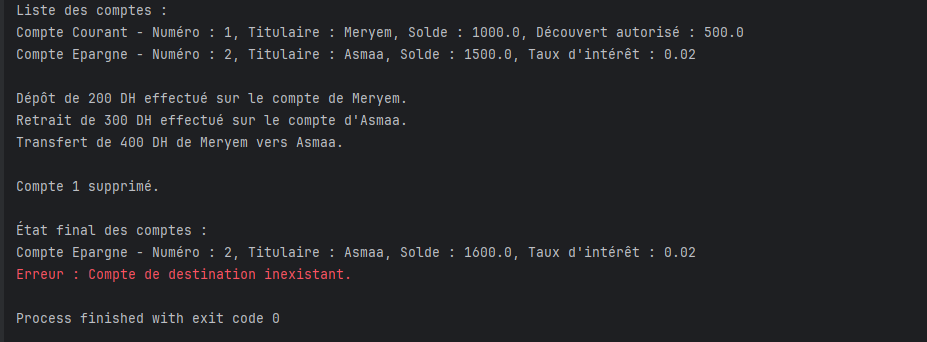 Liste des comptes :
Compte Courant - Numéro : 1, Titulaire : Meryem, Solde : 1000.0, Découvert autorisé : 500.0
Compte Epargne - Numéro : 2, Titulaire : Asmaa, Solde : 1500.0, Taux d'intérêt : 0.02
Dépôt de 200 DH effectué sur le compte de Meryem.
Retrait de 300 DH effectué sur le compte d'Asmaa.
Transfert de 400 DH de Meryem vers Asmaa.
Compte 1 supprimé.
État final des comptes :
Compte Epargne - Numéro : 2, Titulaire : Asmaa, Solde : 1600.0, Taux d'intérêt : 0.02
Erreur : Compte de destination inexistant.
Process finished with exit code 0